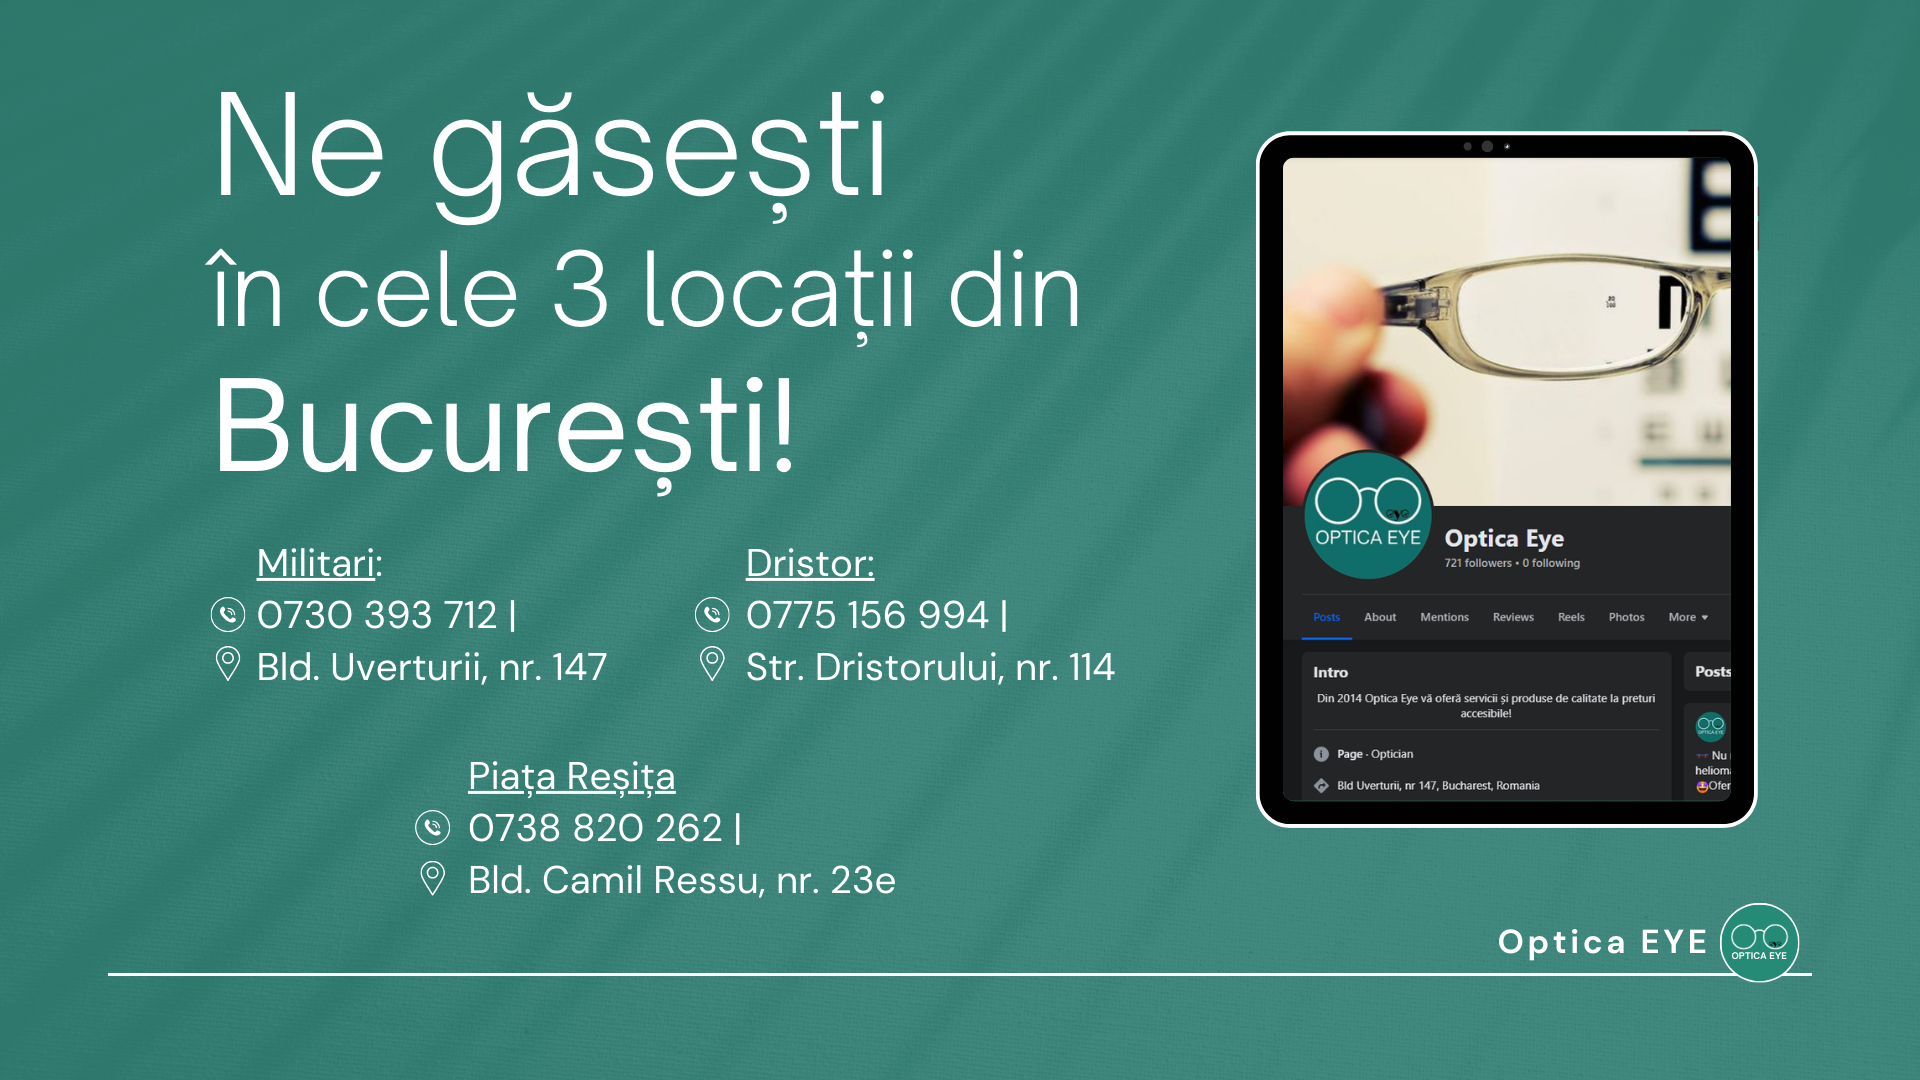 Ne găsești
în cele 3 locații din
București!
Militari:
0730 393 712 |
Bld. Uverturii, nr. 147
Dristor:
0775 156 994 |
Str. Dristorului, nr. 114
Piața Reșița
0738 820 262 |
Bld. Camil Ressu, nr. 23e
OPTICA EYE
Optica Eye
721 followers • 0 following
Posts About Mentions Reviews Reels Photos More
Intro
Din 2014 Optica Eye vă oferă servicii și produse de calitate la preturi
accesibile!
Page · Optician
Bld Uverturii, nr 147, Bucharest, Romania
Posts
Nu
heliom
Ofer
Optica EYE
OPTICA EYE